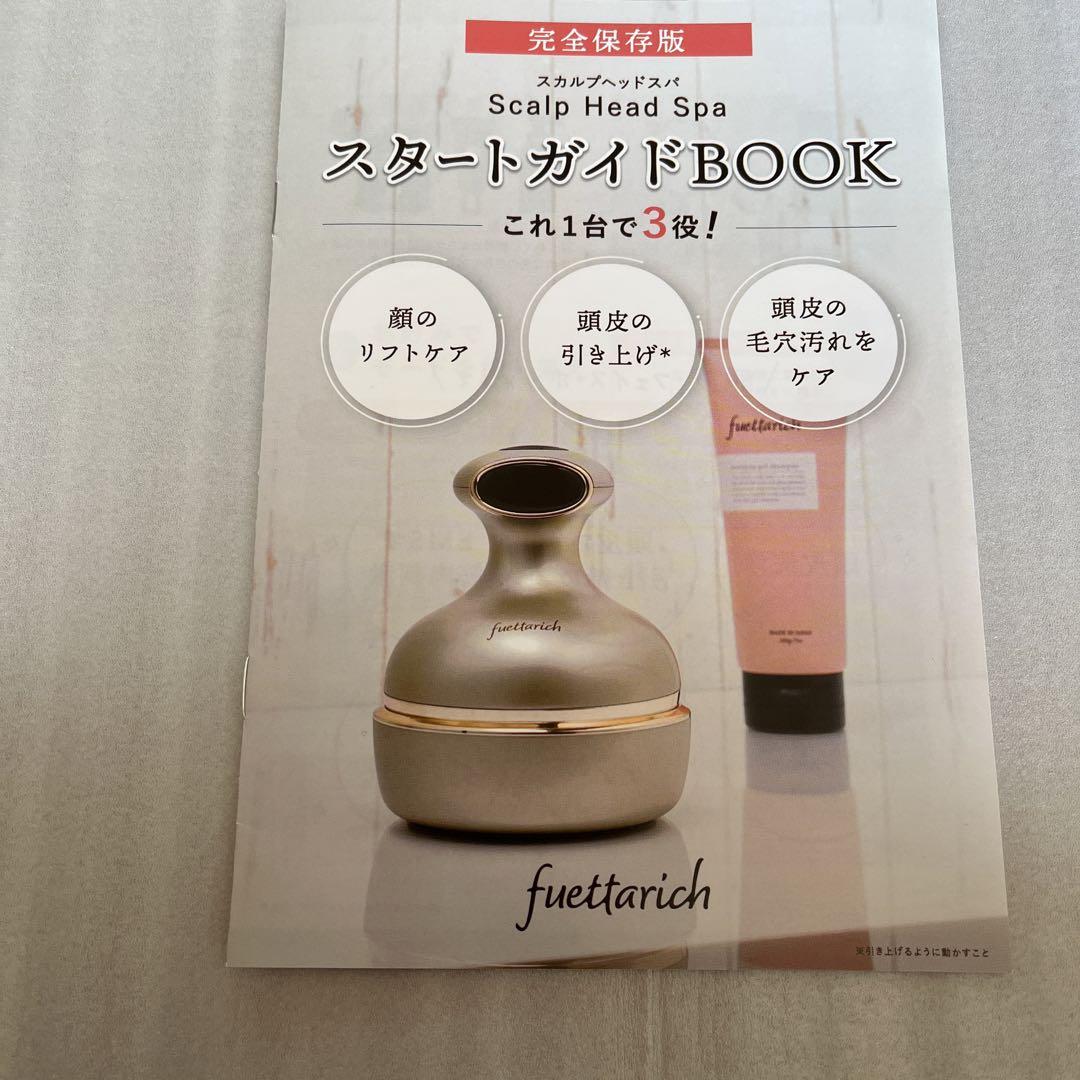 完全保存版
スカルプヘッドスパ
Scalp Head Spa
スタートガイドBOOK
これ1台で3役!
顔の
リフトケア
頭皮の
引き上げ*
頭皮の
毛穴汚れを
ケア
fuettarich
fuettarich
MADE IN JAPAN
fuettarich
※引き上げるように動かすこと